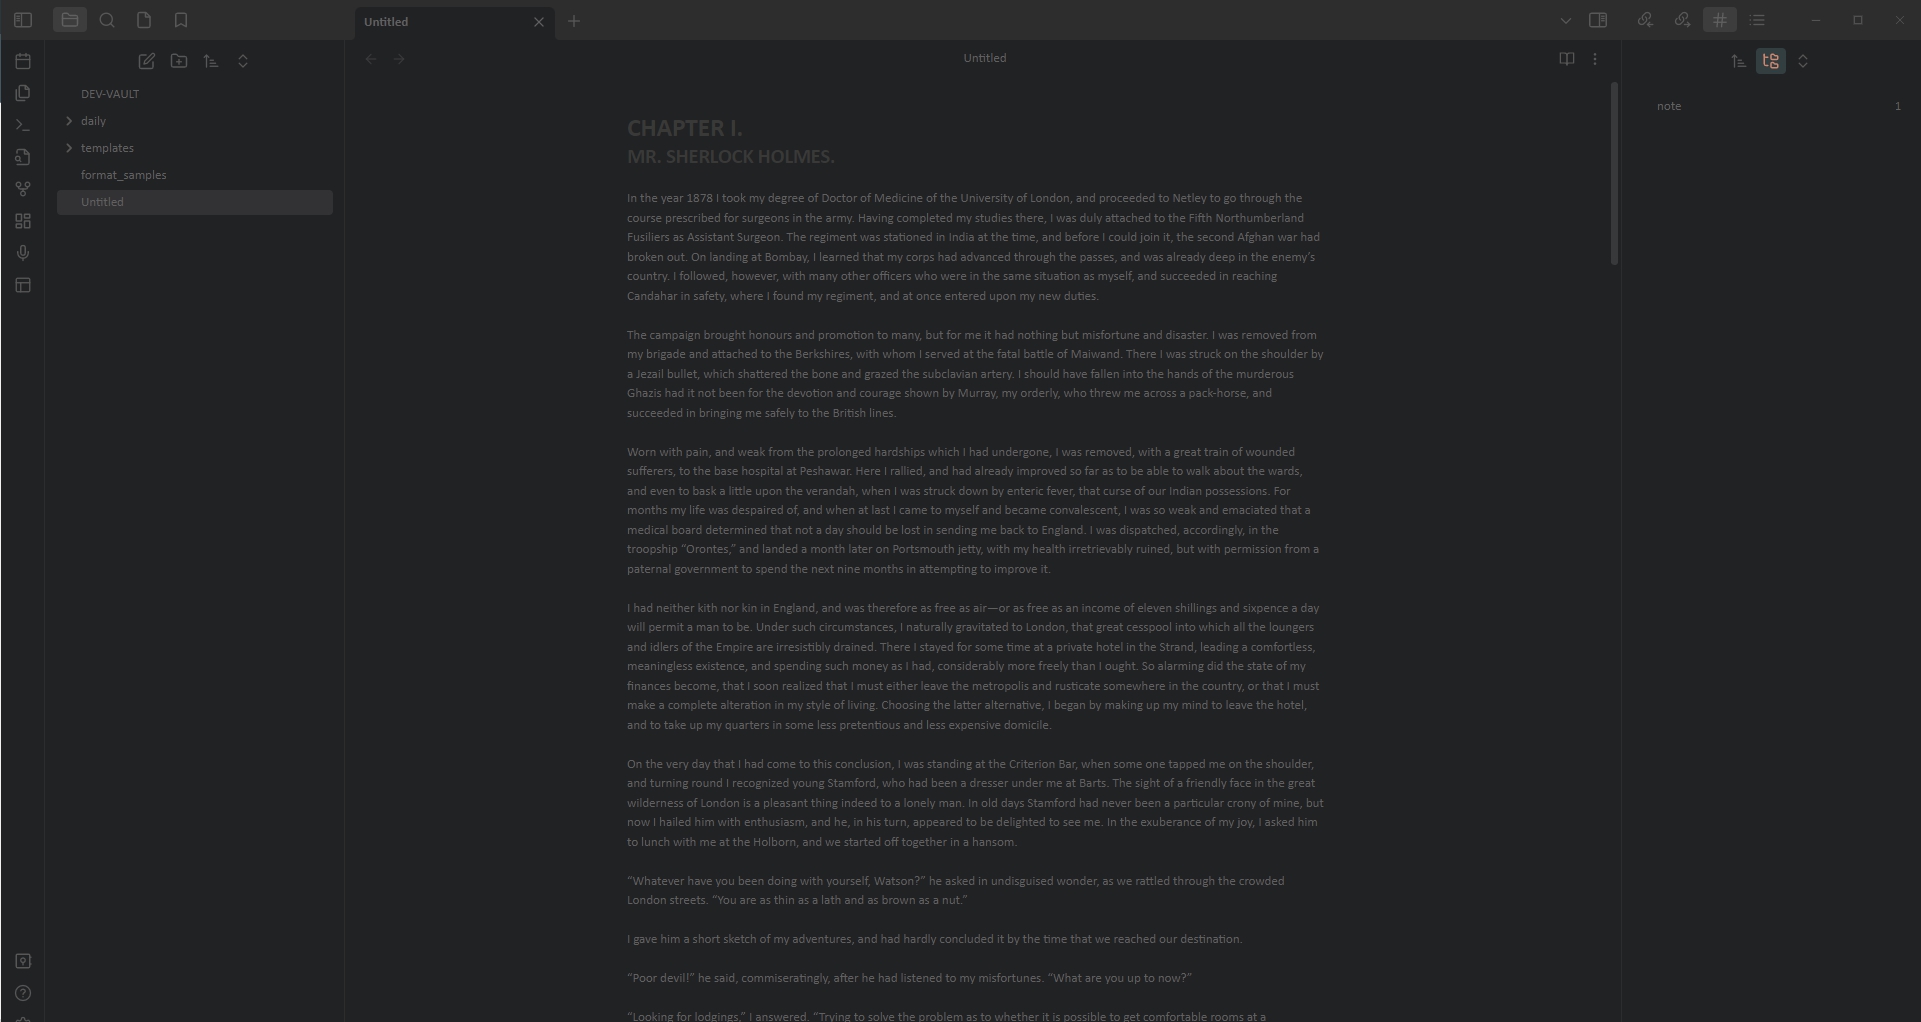 Untitled
Untitled
DEV-VAULT
daily
templates
format_samples
Untitled
CHAPTER I.
MR. SHERLOCK HOLMES.
In the year 1878 I took my degree of Doctor of Medicine of the University of London, and proceeded to Netley to go through the
course prescribed for surgeons in the army. Having completed my studies there, I was duly attached to the Fifth Northumberland
Fusiliers as Assistant Surgeon. The regiment was stationed in India at the time, and before I could join it, the second Afghan war had
broken out. On landing at Bombay, I learned that my corps had advanced through the passes, and was already deep in the enemy’s
country. I followed, however, with many other officers who were in the same situation as myself, and succeeded in reaching
Candahar in safety, where I found my regiment, and at once entered upon my new duties.
The campaign brought honours and promotion to many, but for me it had nothing but misfortune and disaster. I was removed from
my brigade and attached to the Berkshires, with whom I served at the fatal battle of Maiwand. There I was struck on the shoulder by
a Jezail bullet, which shattered the bone and grazed the subclavian artery. I should have fallen into the hands of the murderous
Ghazis had it not been for the devotion and courage shown by Murray, my orderly, who threw me across a pack-horse, and
succeeded in bringing me safely to the British lines.
Worn with pain, and weak from the prolonged hardships which I had undergone, I was removed, with a great train of wounded
sufferers, to the base hospital at Peshawar. Here I rallied, and had already improved so far as to be able to walk about the wards,
and even to bask a little upon the verandah, when I was struck down by enteric fever, that curse of our Indian possessions. For
months my life was despaired of, and when at last I came to myself and became convalescent, I was so weak and emaciated that a
medical board determined that not a day should be lost in sending me back to England. I was dispatched, accordingly, in the
troopship “Orontes,” and landed a month later on Portsmouth jetty, with my health irretrievably ruined, but with permission from a
paternal government to spend the next nine months in attempting to improve it.
I had neither kith nor kin in England, and was therefore as free as air—or as free as an income of eleven shillings and sixpence a day
will permit a man to be. Under such circumstances, I naturally gravitated to London, that great cesspool into which all the loungers
and idlers of the Empire are irresistibly drained. There I stayed for some time at a private hotel in the Strand, leading a comfortless,
meaningless existence, and spending such money as I had, considerably more freely than I ought. So alarming did the state of my
finances become, that I soon realized that I must either leave the metropolis and rusticate somewhere in the country, or that I must
make a complete alteration in my style of living. Choosing the latter alternative, I began by making up my mind to leave the hotel,
and to take up my quarters in some less pretentious and less expensive domicile.
On the very day that I had come to this conclusion, I was standing at the Criterion Bar, when some one tapped me on the shoulder,
and turning round I recognized young Stamford, who had been a dresser under me at Barts. The sight of a friendly face in the great
wilderness of London is a pleasant thing indeed to a lonely man. In old days Stamford had never been a particular crony of mine, but
now I hailed him with enthusiasm, and he, in his turn, appeared to be delighted to see me. In the exuberance of my joy, I asked him
to lunch with me at the Holborn, and we started off together in a hansom.
“Whatever have you been doing with yourself, Watson?” he asked in undisguised wonder, as we rattled through the crowded
London streets. “You are as thin as a lath and as brown as a nut.”
I gave him a short sketch of my adventures, and had hardly concluded it by the time that we reached our destination.
“Poor devil!” he said, commiseratingly, after he had listened to my misfortunes. “What are you up to now?”
“Looking for lodgings,” I answered. “Trying to solve the problem as to whether it is possible to get comfortable rooms at a
note 1